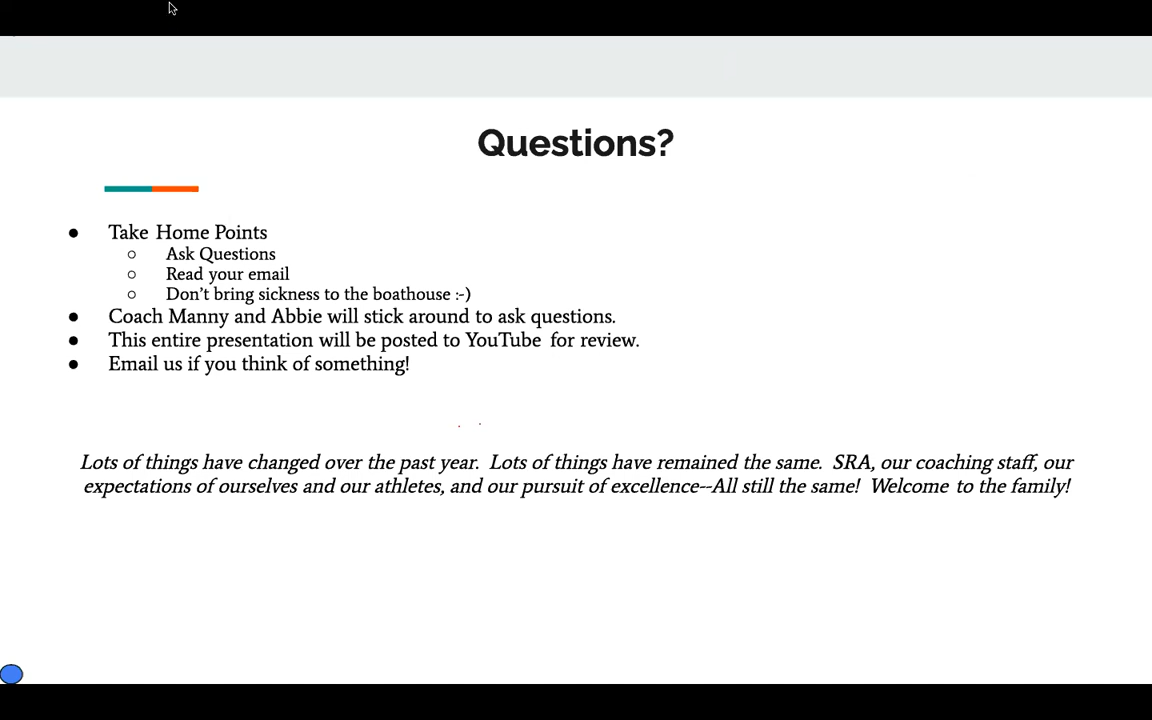 Questions?
● Take Home Points
○ Ask Questions
○ Read your email
○ Don't bring sickness to the boathouse :-)
● Coach Manny and Abbie will stick around to ask questions.
● This entire presentation will be posted to YouTube for review.
● Email us if you think of something!
Lots of things have changed over the past year. Lots of things have remained the same. SRA, our coaching staff, our
expectations of ourselves and our athletes, and our pursuit of excellence--All still the same! Welcome to the family!